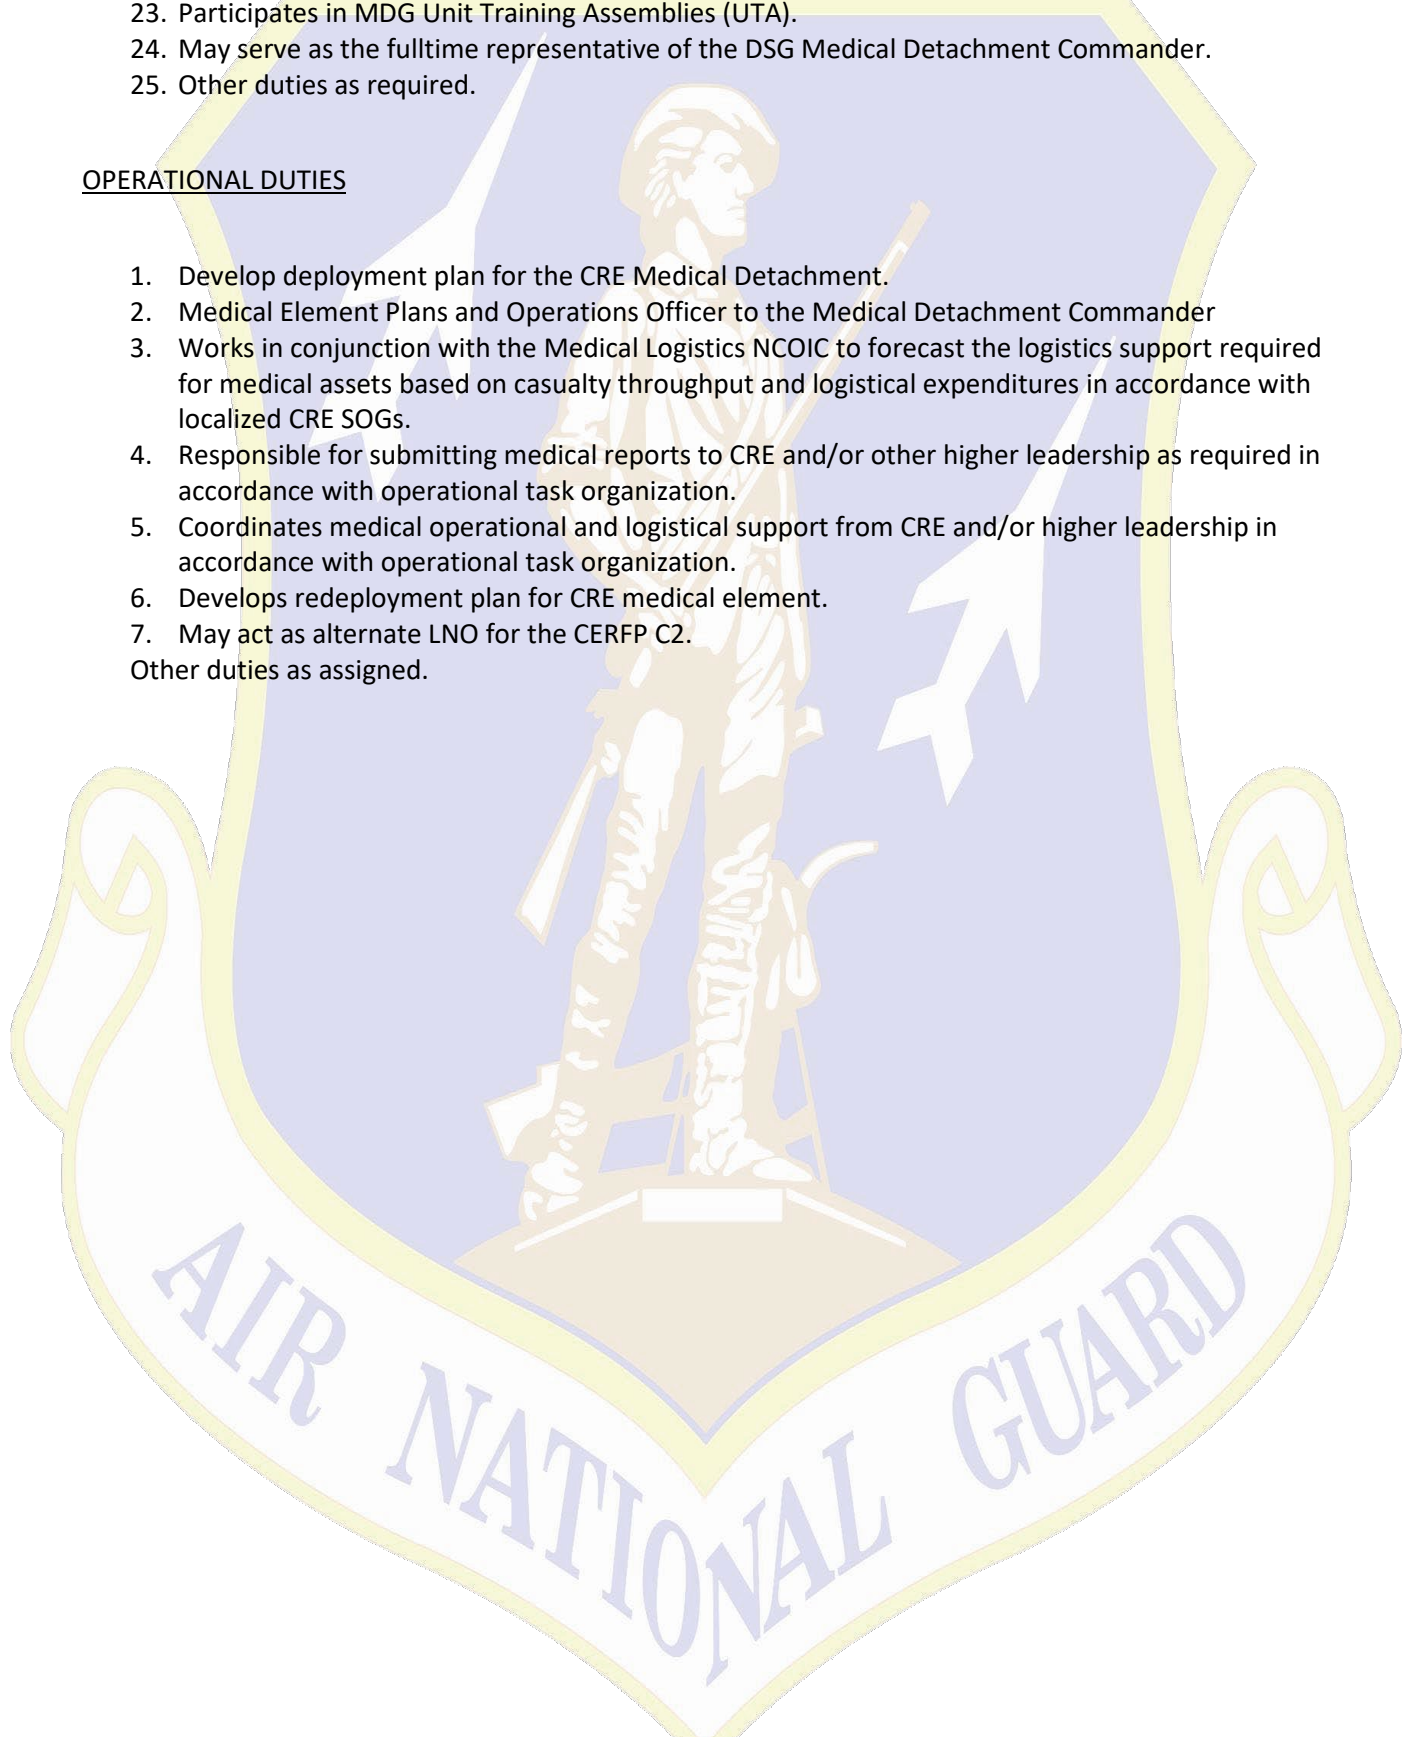 23. Participates in MDG Unit Training Assemblies (UTA).
24. May serve as the fulltime representative of the DSG Medical Detachment Commander.
25. Other duties as required.
OPERATIONAL DUTIES
1. Develop deployment plan for the CRE Medical Detachment.
2. Medical Element Plans and Operations Officer to the Medical Detachment Commander
3. Works in conjunction with the Medical Logistics NCOIC to forecast the logistics support required
for medical assets based on casualty throughput and logistical expenditures in accordance with
localized CRE SOGs.
4. Responsible for submitting medical reports to CRE and/or other higher leadership as required in
accordance with operational task organization.
5. Coordinates medical operational and logistical support from CRE and/or higher leadership in
accordance with operational task organization.
6. Develops redeployment plan for CRE medical element.
7. May act as alternate LNO for the CERFP C2.
Other duties as assigned.
AIR NATIONAL GUARD